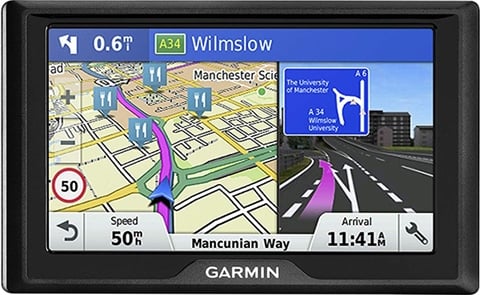 0.6mi A34 Wilmslow
ad
Manchester Scie
+
50
Speed
50mh
Mancunian Way
A 6
The University
of Manchester
A 34
Wilmslow
University
Arrival
11:41AM
GARMIN